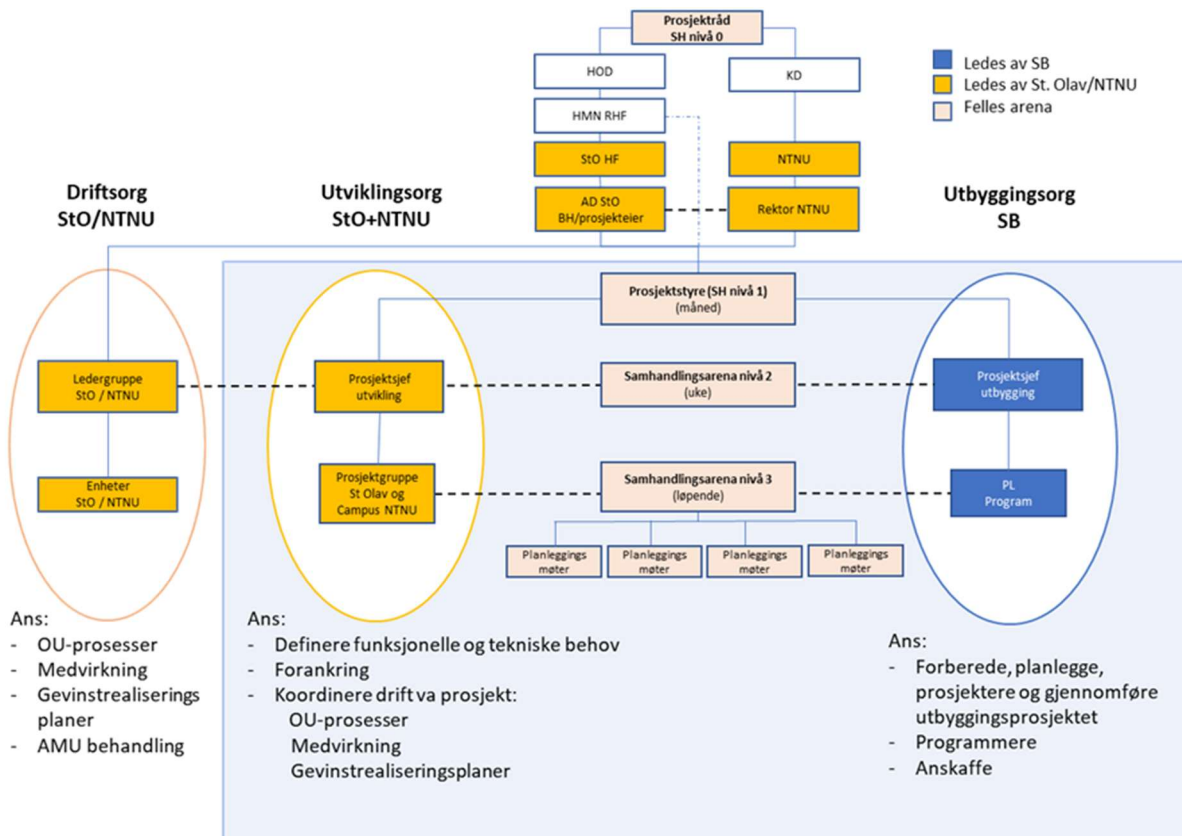 Prosjektråd
SH nivå 0
HOD
KD
HMN RHF
StO HF
NTNU
AD StO
BH/prosjekteier
Rektor NTNU
Ledes av SB
Ledes av St. Olav/NTNU
Felles arena
Driftsorg
StO/NTNU
Utviklingsorg
StO+NTNU
Utbyggingsorg
SB
Prosjektstyre (SH nivå 1)
(måned)
Ledergruppe
StO / NTNU
Prosjektsjef
utvikling
Samhandlingsarena nivå 2
(uke)
Prosjektsjef
utbygging
Enheter
StO / NTNU
Prosjektgruppe
St Olav og
Campus NTNU
Samhandlingsarena nivå 3
(løpende)
PL
Program
Planleggings
møter
Planleggings
møter
Planleggings
møter
Planleggings
møter
Ans:
- OU-prosesser
- Medvirkning
- Gevinstrealiserings
planer
- AMU behandling
Ans:
- Definere funksjonelle og tekniske behov
- Forankring
- Koordinere drift va prosjekt:
OU-prosesser
Medvirkning
Gevinstrealiseringsplaner
Ans:
- Forberede, planlegge,
prosjektere og gjennomføre
utbyggingsprosjektet
- Programmere
- Anskaffe